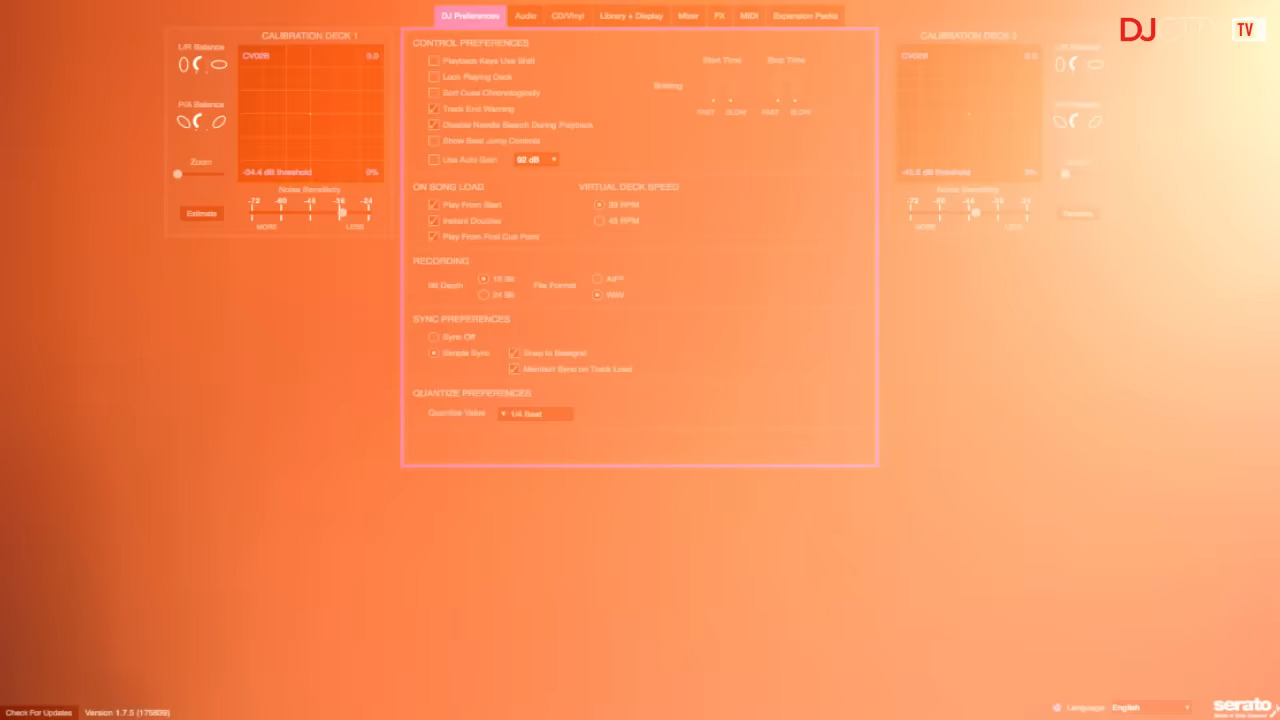 DJ Preferences Audio CD/Vinyl Library + Display Mixer FX MIDI Expansion Packs
DJ TV
CALIBRATION DECK 1
L/R Balance
CV02B 0.0
P/A Balance
Zoom
-34.4 dB threshold 0%
Noise Sensitivity
-72 -60 -48 -36 -24
Estimate
MORE LESS
CONTROL PREFERENCES
Playback Keys Use Shift
Lock Playing Deck
Sort Cues Chronologically
Track End Warning
Disable Needle Search During Playback
Show Beat Jump Controls
Use Auto Gain 92 dB
Start Time Stop Time
Braking
FAST SLOW FAST SLOW
ON SONG LOAD
Play From Start
Instant Doubles
Play From First Cue Point
VIRTUAL DECK SPEED
33 RPM
45 RPM
RECORDING
Bit Depth 16 Bit
24 Bit
File Format AIFF
WAV
SYNC PREFERENCES
Sync Off
Simple Sync Snap to Beatgrid
Maintain Sync on Track Load
QUANTIZE PREFERENCES
Quantize Value 1/4 Beat
CALIBRATION DECK
CV02B 0.0
threshold
Noise Sensitivity
-72 -60 -48 -36 -24
MORE LESS
Check For Updates Version 1.7.5 (175839)
Language English
serato